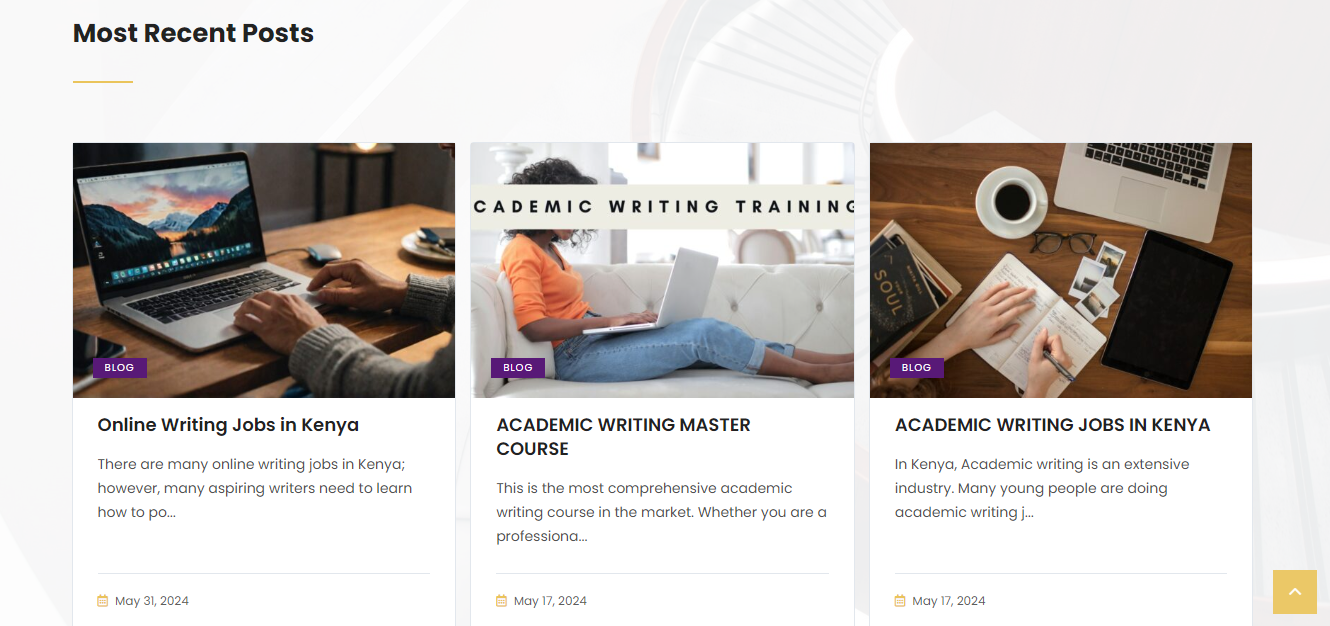 Most Recent Posts
CADEMIC WRITING TRAINING
SOUL
BLOG
BLOG
BLOG
Online Writing Jobs in Kenya
There are many online writing jobs in Kenya;
however, many aspiring writers need to learn
how to po...
May 31, 2024
ACADEMIC WRITING MASTER
COURSE
This is the most comprehensive academic
writing course in the market. Whether you are a
professiona...
May 17, 2024
ACADEMIC WRITING JOBS IN KENYA
In Kenya, Academic writing is an extensive
industry. Many young people are doing
academic writing j...
May 17, 2024